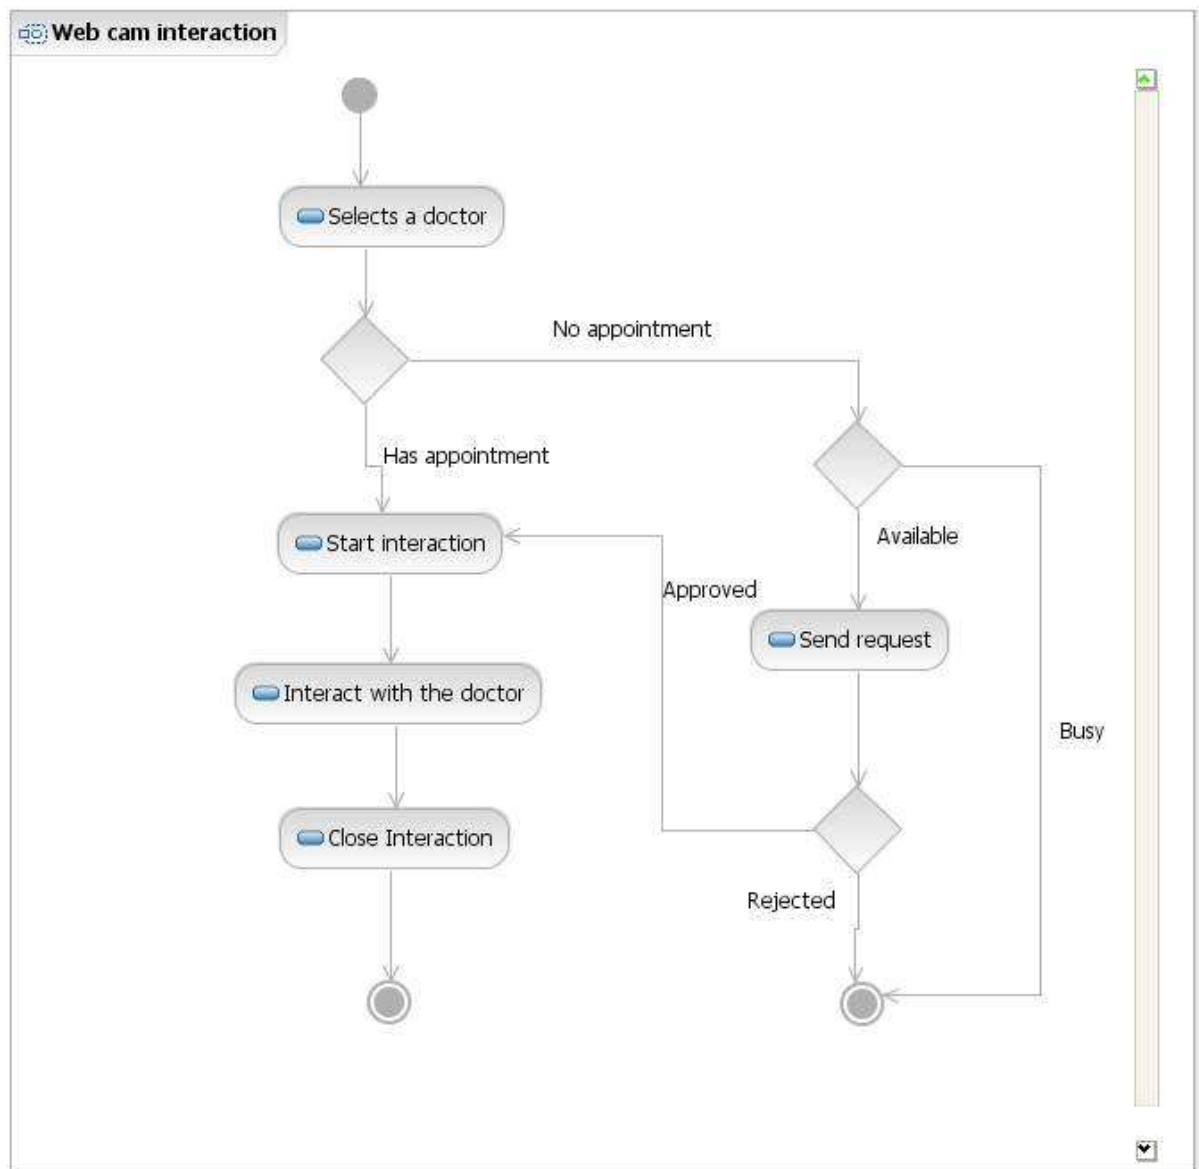 Web cam interaction
Selects a doctor
No appointment
Has appointment
Available
Start interaction
Approved
Send request
Interact with the doctor
Busy
Close Interaction
Rejected